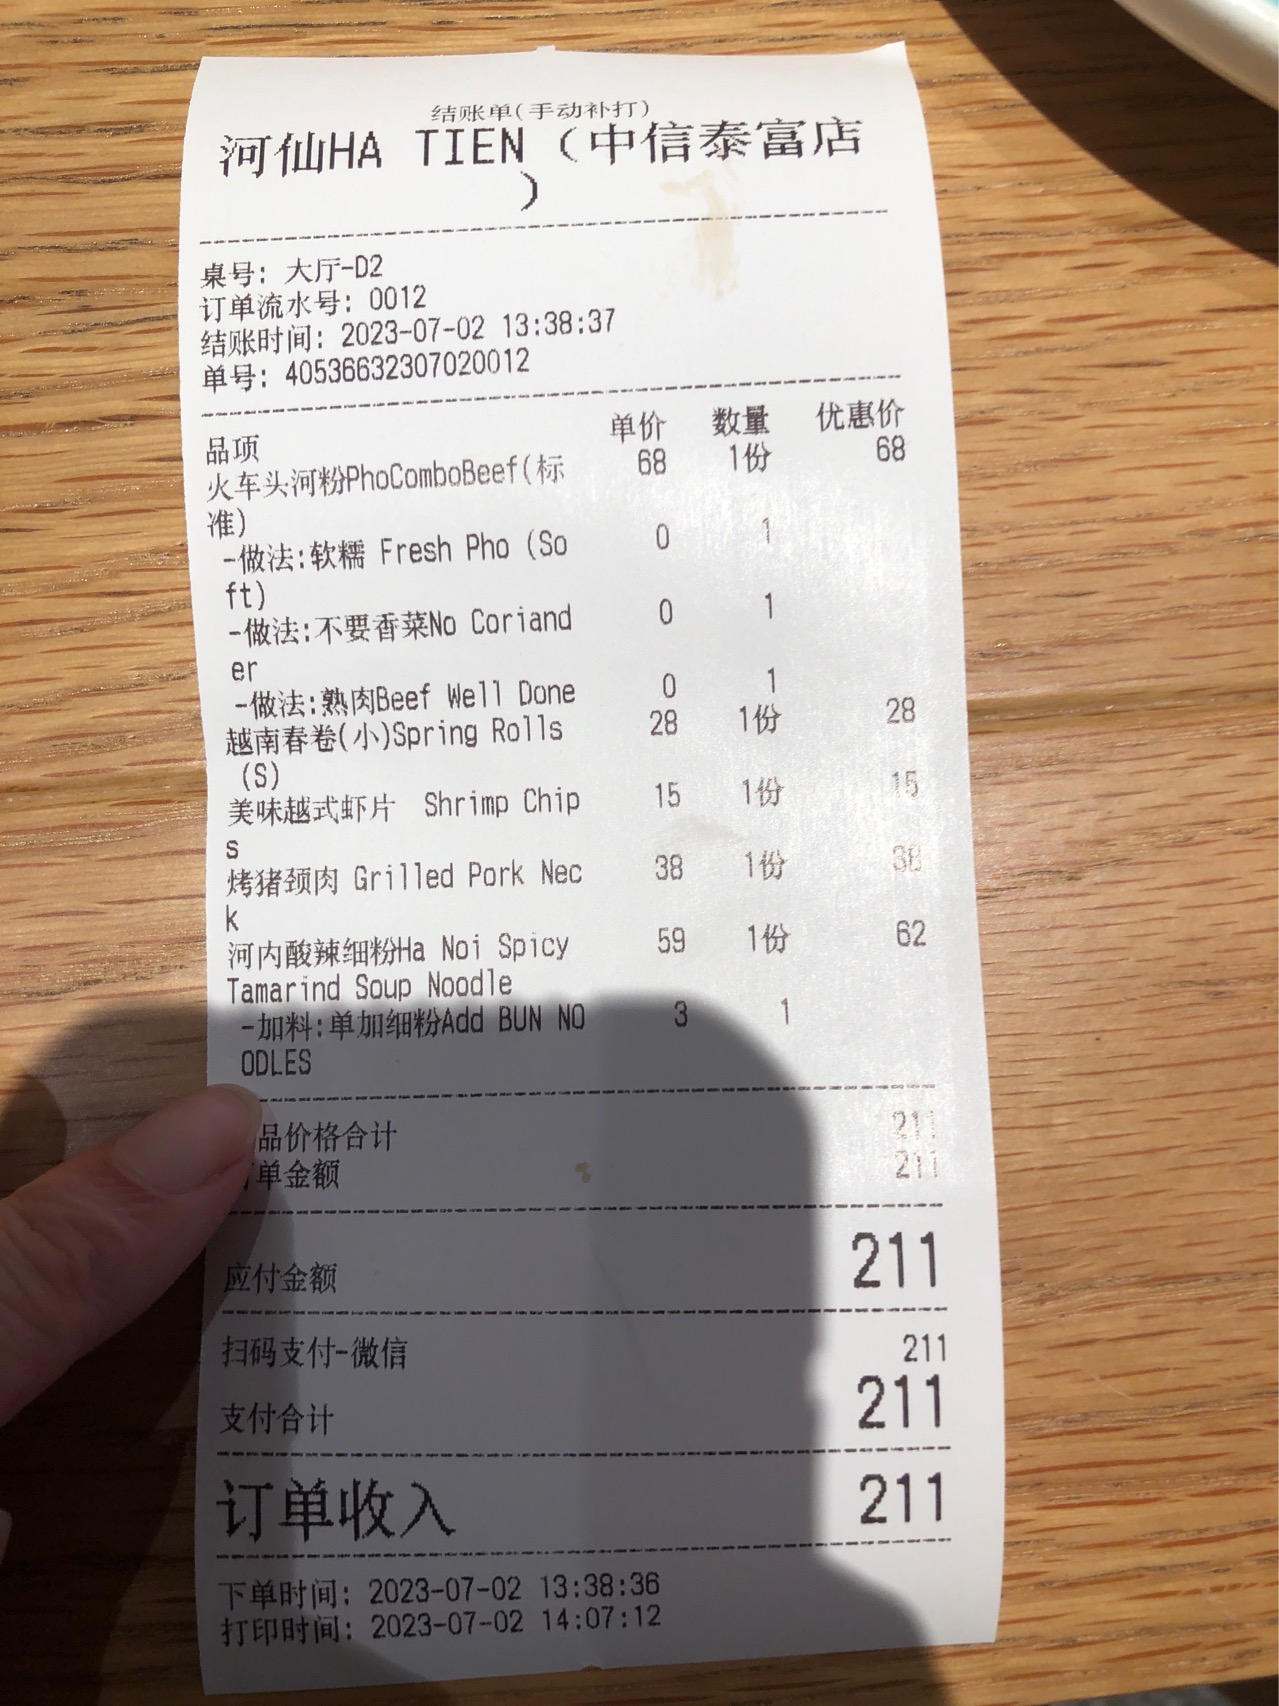 结账单(手动补打)
河仙HA TIEN (中信泰富店
)
桌号: 大厅-D2
订单流水号: 0012
结账时间: 2023-07-02 13:38:37
单号: 40536632307020012
品项 单价 数量 优惠价
火车头河粉PhoComboBeef(标 68 1份 68
准)
-做法:软糯 Fresh Pho (So 0 1
ft)
-做法:不要香菜No Coriand 0 1
er
-做法:熟肉Beef Well Done 0 1
越南春卷(小)Spring Rolls 28 1份 28
(S)
美味越式虾片 Shrimp Chip 15 1份 15
s
烤猪颈肉 Grilled Pork Nec 38 1份 38
k
河内酸辣细粉Ha Noi Spicy 59 1份 62
Tamarind Soup Noodle
-加料:单加细粉Add BUN NO 3 1
ODLES
品价格合计 211
单金额 211
应付金额 211
扫码支付-微信 211
支付合计 211
订单收入 211
下单时间: 2023-07-02 13:38:36
打印时间: 2023-07-02 14:07:12